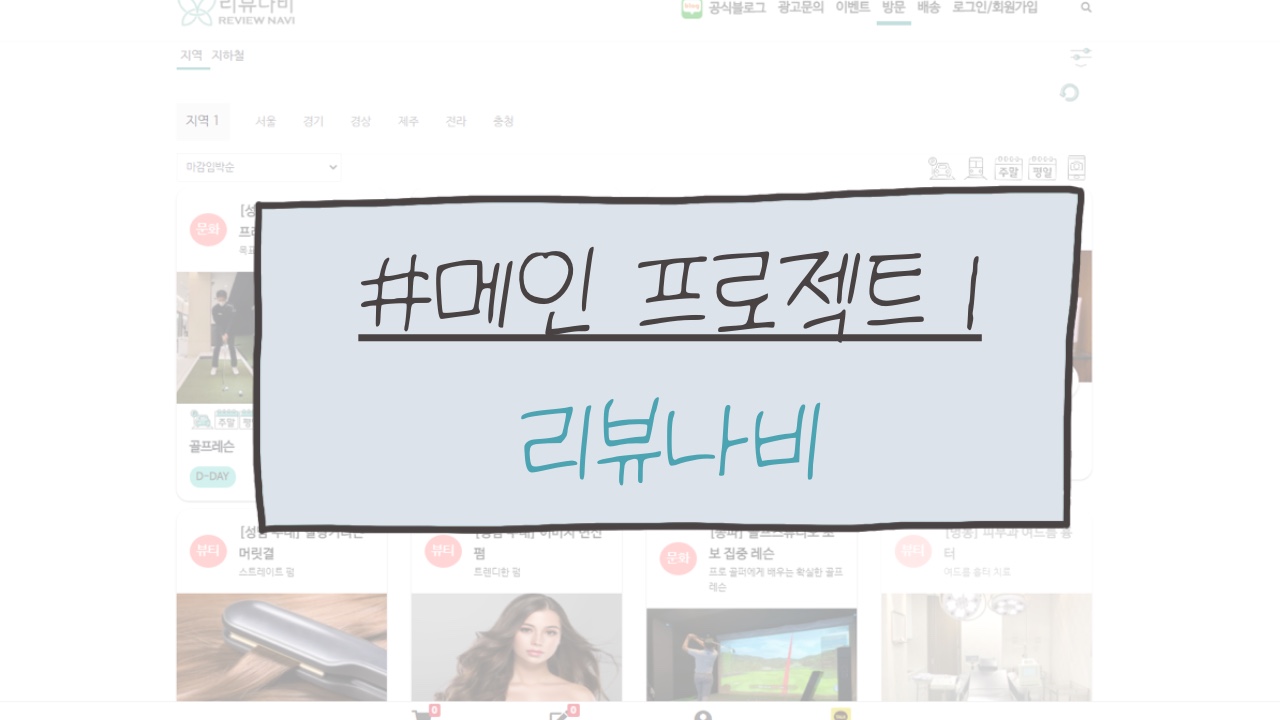 리뷰나비
REVIEW NAVI
blog 공식블로그 광고문의 이벤트 방문 배송 로그인/회원가입
지역 지하철
지역 1 서울 경기 경상 제주 전라 충청
마감임박순
주말 평일
문화
#메인 프로젝트 1
리뷰나비
주말
골프레슨
D-DAY
뷰티
머릿결
스트레이트 펌
뷰티
펌
트렌디한 펌
문화
보 집중 레슨
프로 골퍼에게 배우는 확실한 골프
레슨
뷰티
터
여드름 흉터 치료
0 0